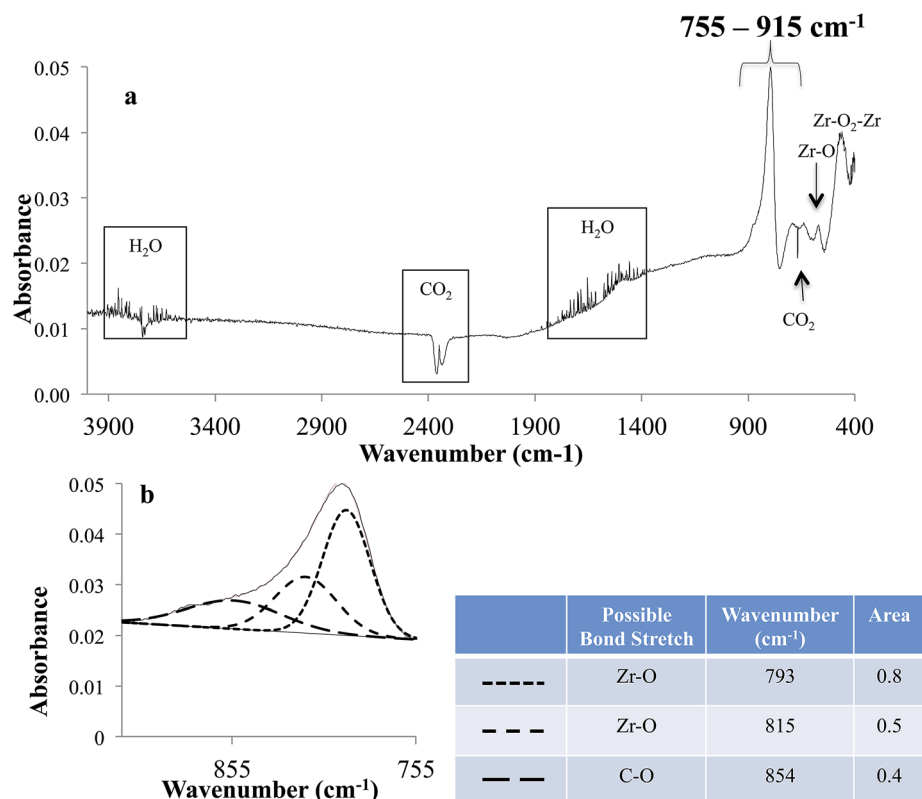 755 – 915 cm-1
a
0.05
0.04
0.03
0.02
0.01
0.00
Absorbance
H2O
CO2
H2O
Zr-O2-Zr
Zr-O
CO2
3900 3400 2900 2400 1900 1400 900 400
Wavenumber (cm-1)
b
0.05
0.04
0.03
0.02
0.01
0
Absorbance
855 755
Wavenumber (cm-1)
Possible Bond Stretch Wavenumber (cm-1) Area
Zr-O 793 0.8
Zr-O 815 0.5
C-O 854 0.4